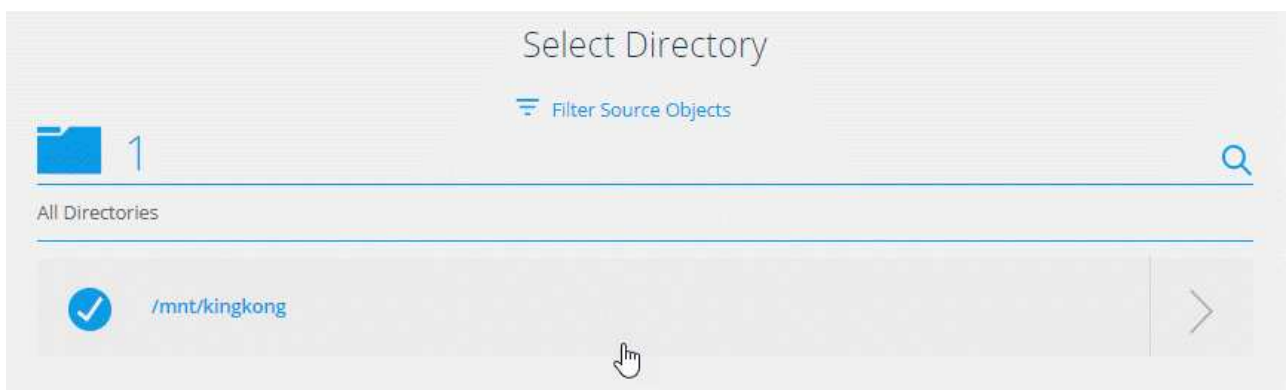 Select Directory
Filter Source Objects
1
All Directories
/mnt/kingkong